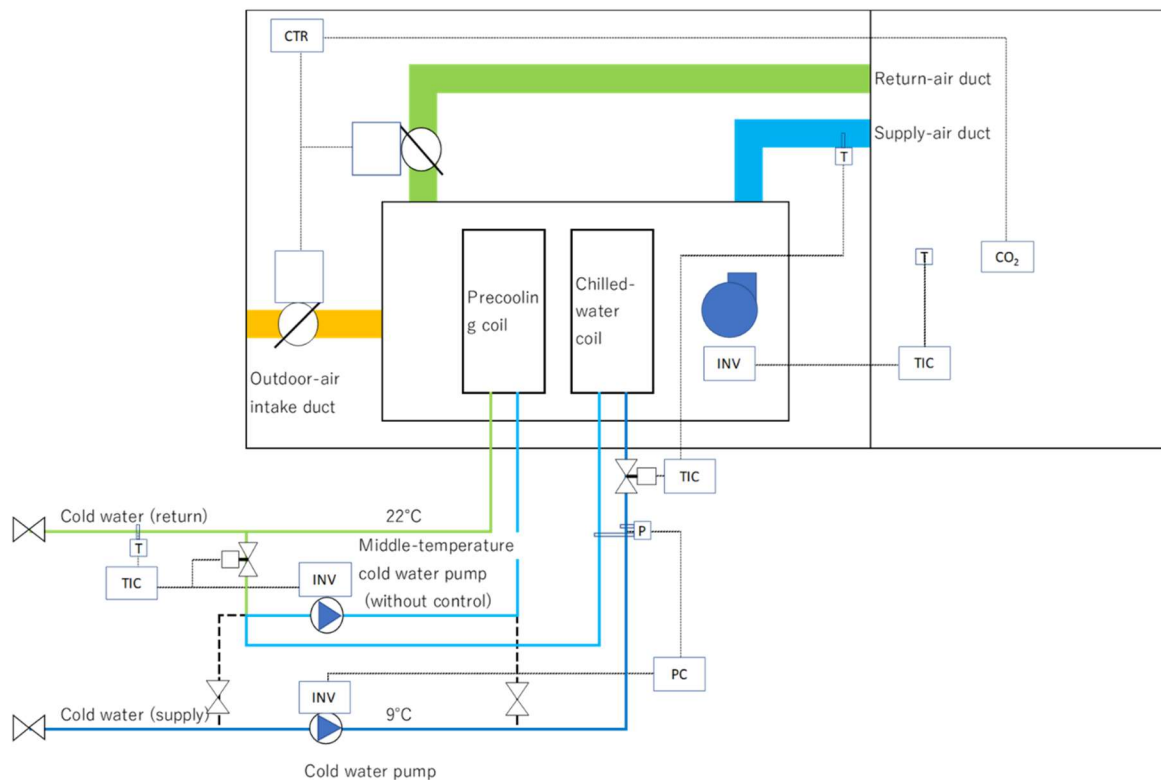 CTR
Return-air duct
Supply-air duct
T
Precoolin
g coil
Chilled-
water
coil
T
CO₂
INV
TIC
Outdoor-air
intake duct
TIC
Cold water (return)
22°C
P
T
Middle-temperature
cold water pump
(without control)
TIC
INV
PC
INV
Cold water (supply)
9°C
Cold water pump